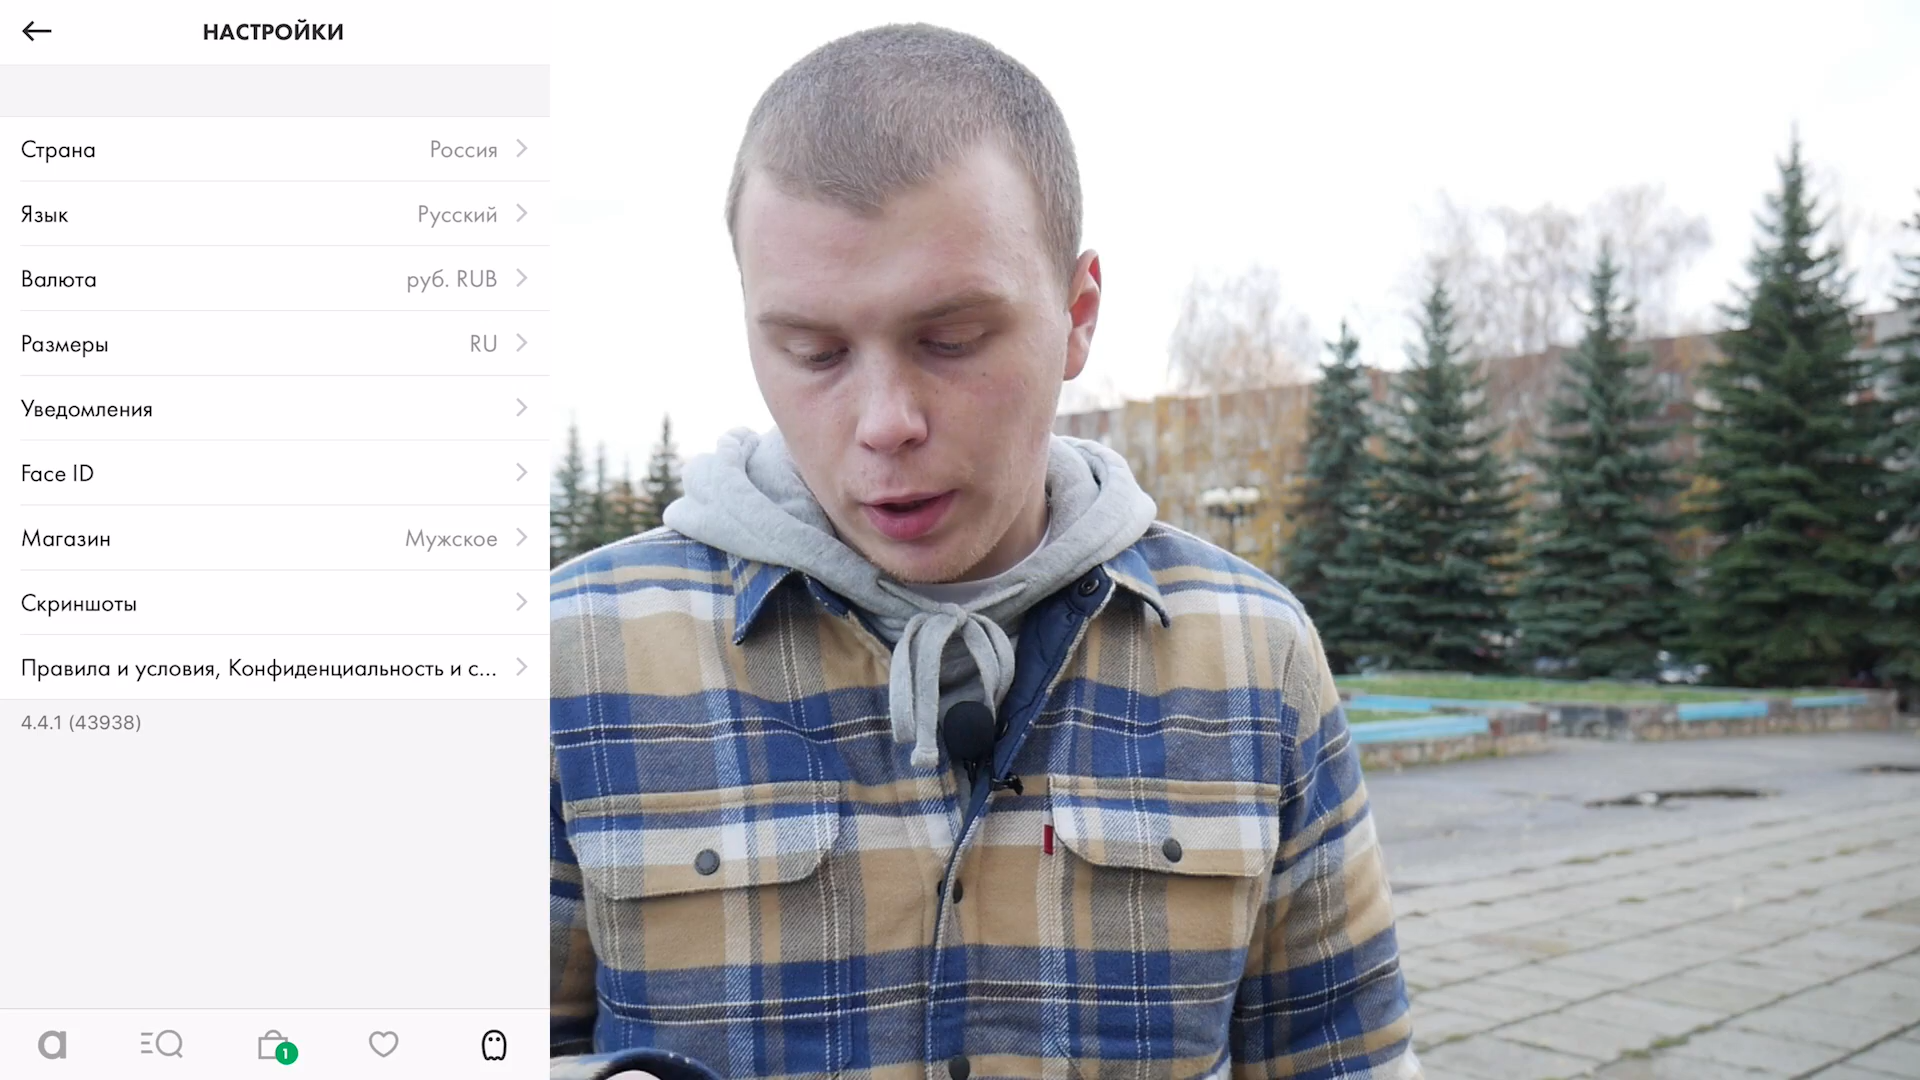 НАСТРОЙКИ
Страна Россия
Язык Русский
Валюта руб. RUB
Размеры RU
Уведомления
Face ID
Магазин Мужское
Скриншоты
Правила и условия, Конфиденциальность и с...
4.4.1 (43938)
a
1